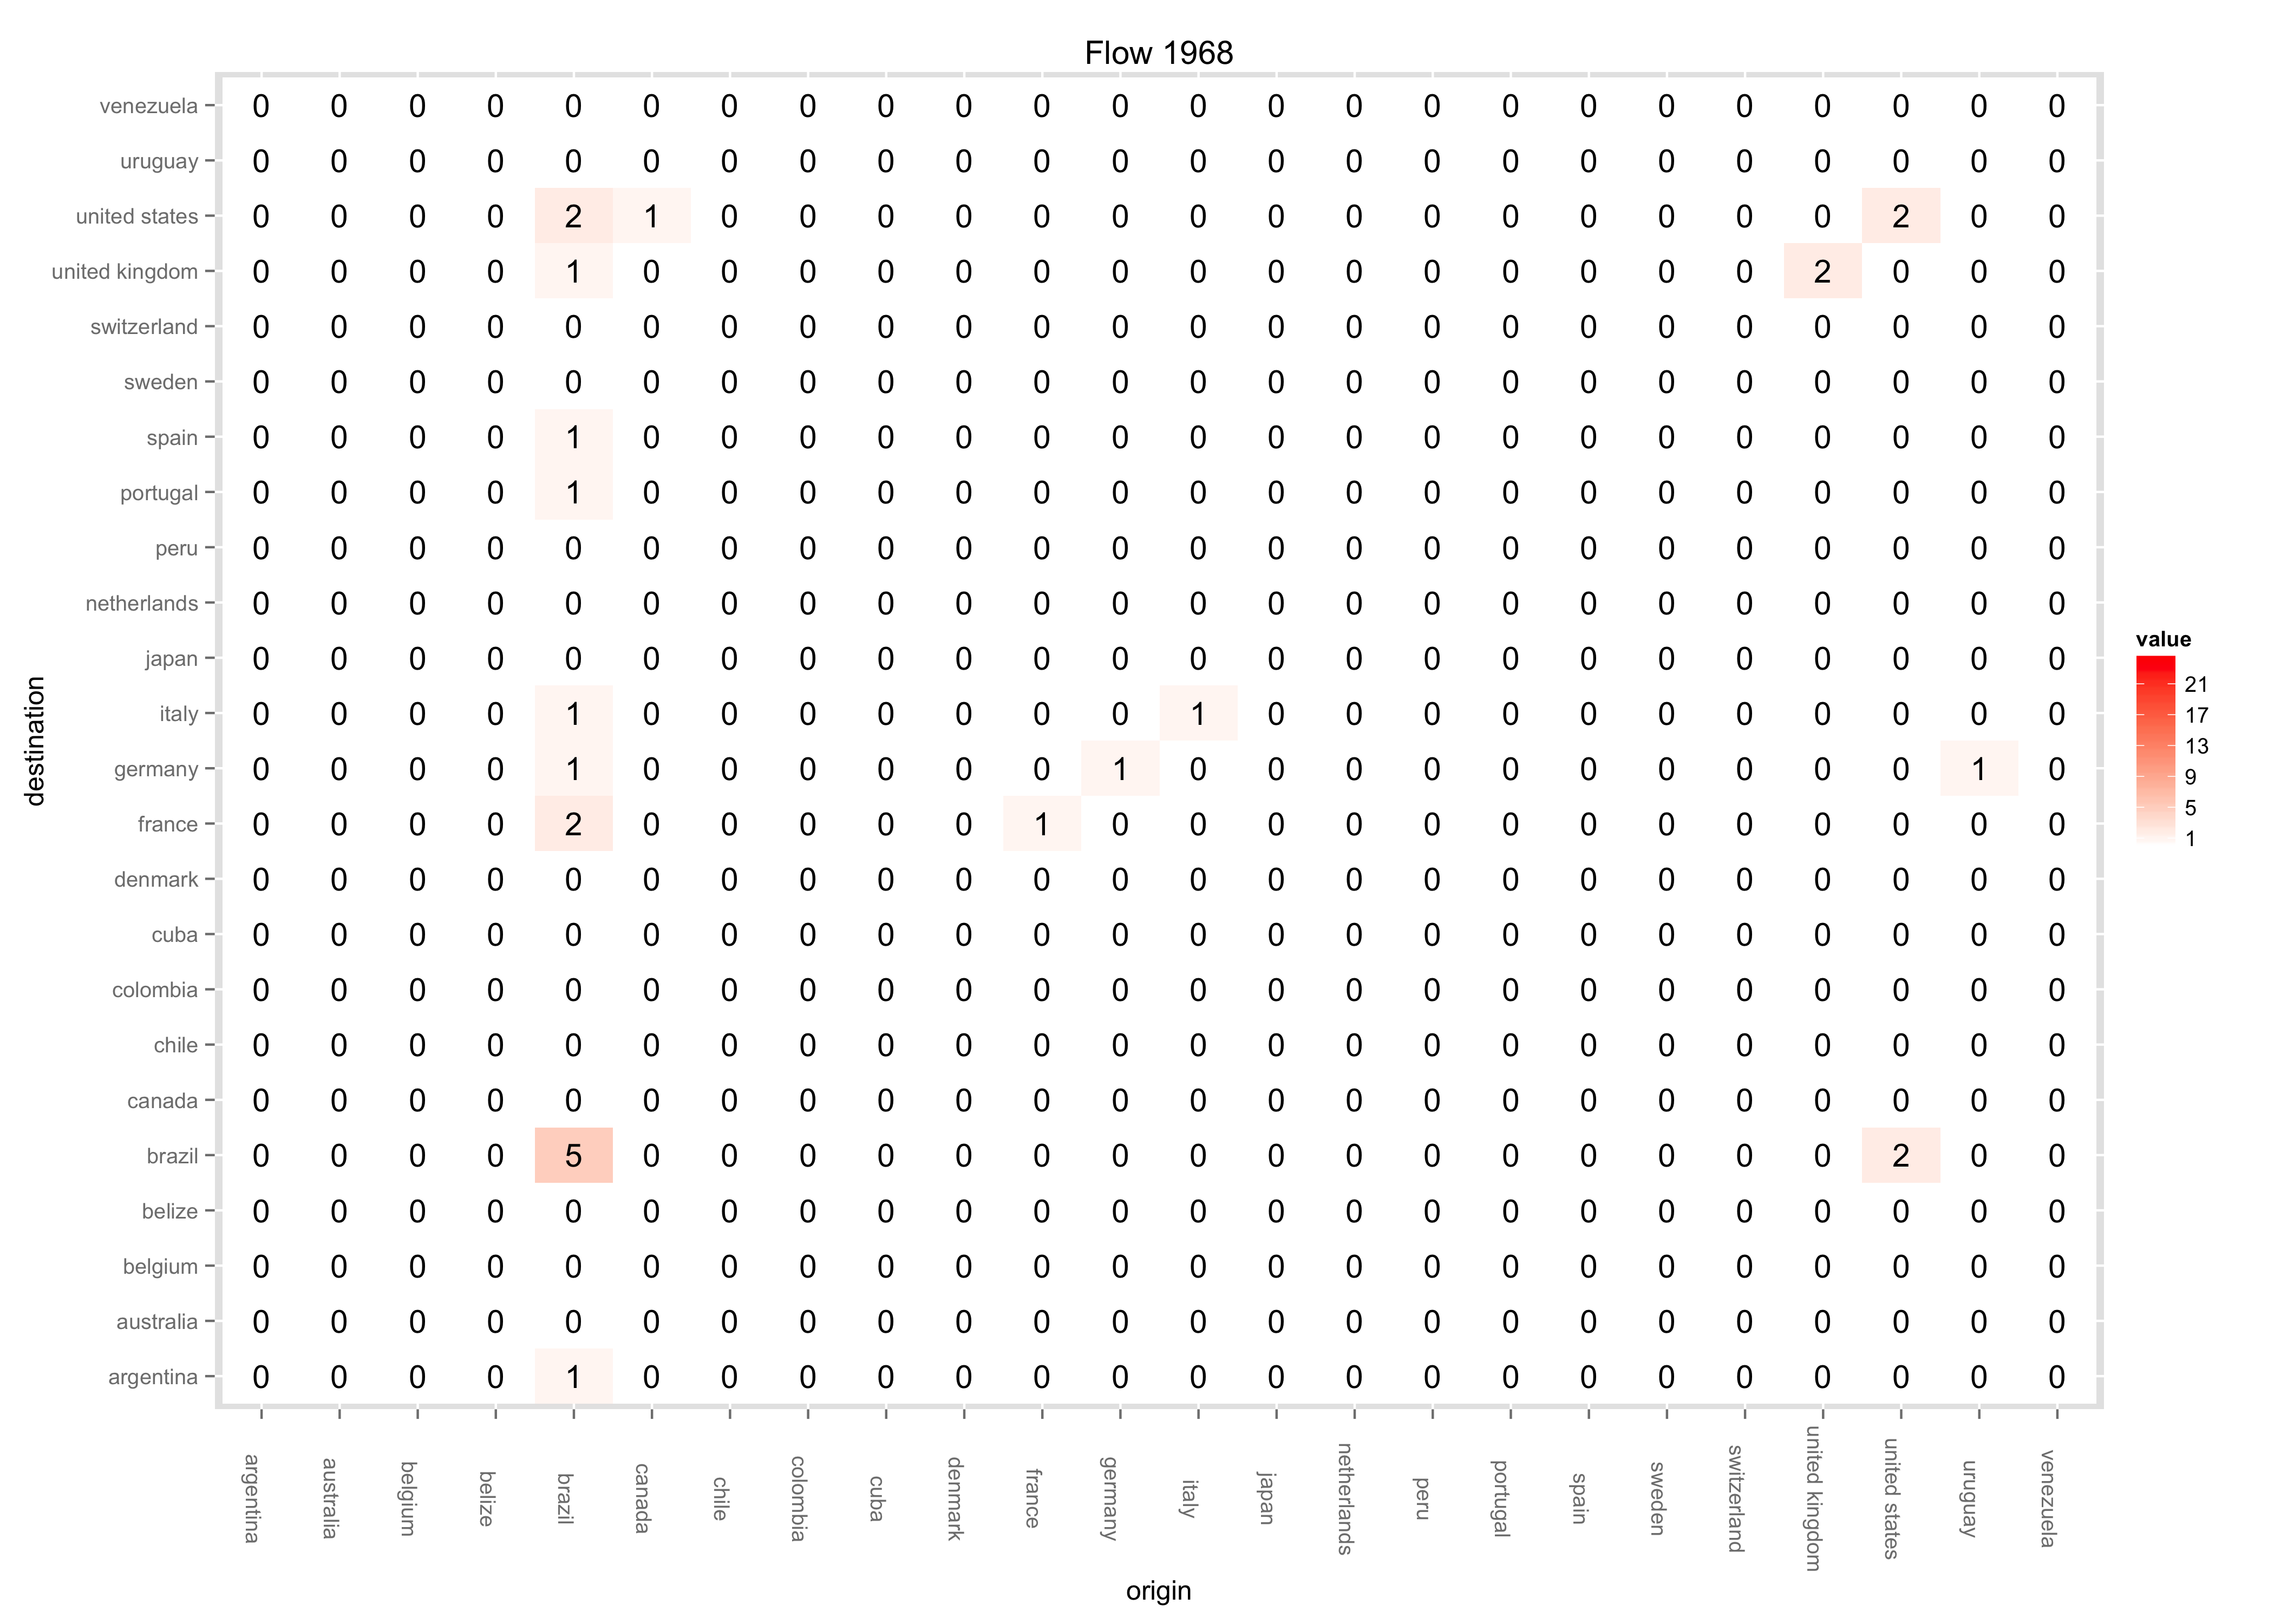 Flow 1968
venezuela 0 0 0 0 0 0 0 0 0 0 0 0 0 0 0 0 0 0 0 0 0 0 0 0
uruguay 0 0 0 0 0 0 0 0 0 0 0 0 0 0 0 0 0 0 0 0 0 0 0 0
united states 0 0 0 0 2 1 0 0 0 0 0 0 0 0 0 0 0 0 0 0 0 2 0 0
united kingdom 0 0 0 0 1 0 0 0 0 0 0 0 0 0 0 0 0 0 0 0 2 0 0 0
switzerland 0 0 0 0 0 0 0 0 0 0 0 0 0 0 0 0 0 0 0 0 0 0 0 0
sweden 0 0 0 0 0 0 0 0 0 0 0 0 0 0 0 0 0 0 0 0 0 0 0 0
spain 0 0 0 0 1 0 0 0 0 0 0 0 0 0 0 0 0 0 0 0 0 0 0 0
portugal 0 0 0 0 1 0 0 0 0 0 0 0 0 0 0 0 0 0 0 0 0 0 0 0
peru 0 0 0 0 0 0 0 0 0 0 0 0 0 0 0 0 0 0 0 0 0 0 0 0
netherlands 0 0 0 0 0 0 0 0 0 0 0 0 0 0 0 0 0 0 0 0 0 0 0 0
japan 0 0 0 0 0 0 0 0 0 0 0 0 0 0 0 0 0 0 0 0 0 0 0 0
italy 0 0 0 0 1 0 0 0 0 0 0 0 1 0 0 0 0 0 0 0 0 0 0 0
germany 0 0 0 0 1 0 0 0 0 0 0 1 0 0 0 0 0 0 0 0 0 0 1 0
france 0 0 0 0 2 0 0 0 0 0 1 0 0 0 0 0 0 0 0 0 0 0 0 0
denmark 0 0 0 0 0 0 0 0 0 0 0 0 0 0 0 0 0 0 0 0 0 0 0 0
cuba 0 0 0 0 0 0 0 0 0 0 0 0 0 0 0 0 0 0 0 0 0 0 0 0
colombia 0 0 0 0 0 0 0 0 0 0 0 0 0 0 0 0 0 0 0 0 0 0 0 0
chile 0 0 0 0 0 0 0 0 0 0 0 0 0 0 0 0 0 0 0 0 0 0 0 0
canada 0 0 0 0 0 0 0 0 0 0 0 0 0 0 0 0 0 0 0 0 0 0 0 0
brazil 0 0 0 0 5 0 0 0 0 0 0 0 0 0 0 0 0 0 0 0 0 2 0 0
belize 0 0 0 0 0 0 0 0 0 0 0 0 0 0 0 0 0 0 0 0 0 0 0 0
belgium 0 0 0 0 0 0 0 0 0 0 0 0 0 0 0 0 0 0 0 0 0 0 0 0
australia 0 0 0 0 0 0 0 0 0 0 0 0 0 0 0 0 0 0 0 0 0 0 0 0
argentina 0 0 0 0 1 0 0 0 0 0 0 0 0 0 0 0 0 0 0 0 0 0 0 0
destination
argentina
australia
belgium
belize
brazil
canada
chile
colombia
cuba
denmark
france
germany
italy
japan
netherlands
peru
portugal
spain
sweden
switzerland
united kingdom
united states
uruguay
venezuela
origin
value
21
17
13
9
5
1